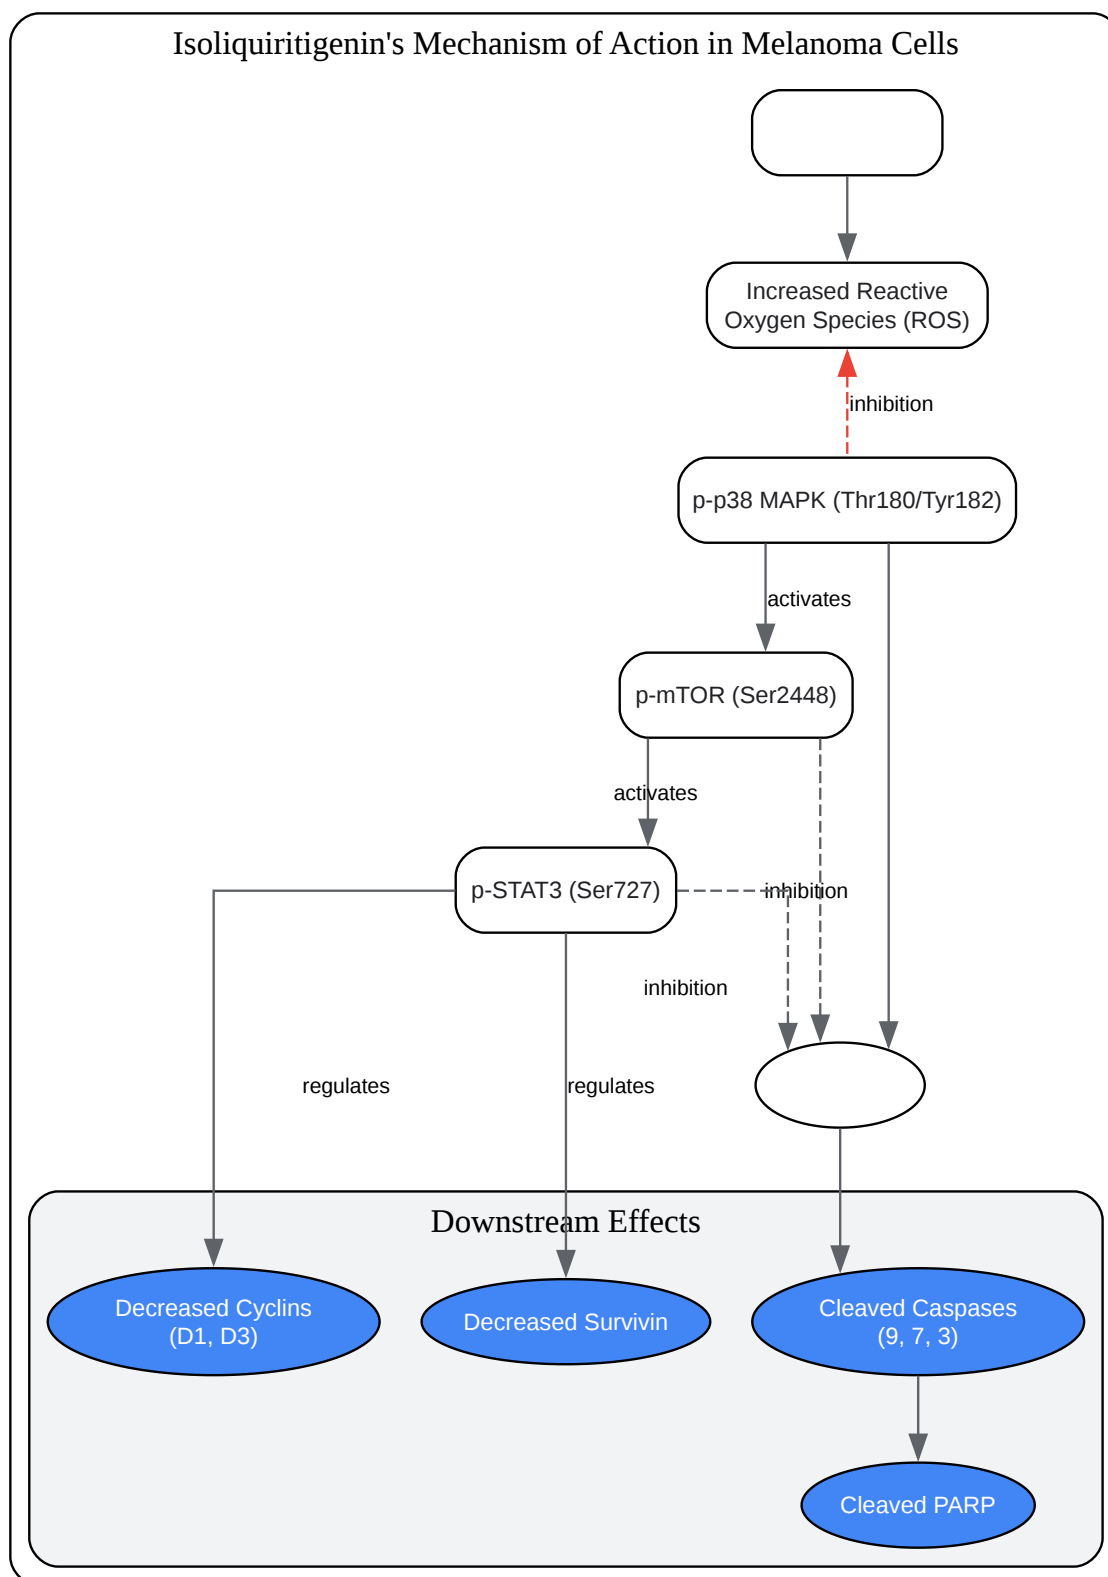 Isoliquiritigenin's Mechanism of Action in Melanoma Cells
Increased Reactive
Oxygen Species (ROS)
inhibition
p-p38 MAPK (Thr180/Tyr182)
activates
p-mTOR (Ser2448)
activates
p-STAT3 (Ser727)
inhibition
inhibition
regulates
regulates
Downstream Effects
Decreased Cyclins
(D1, D3)
Decreased Survivin
Cleaved Caspases
(9, 7, 3)
Cleaved PARP